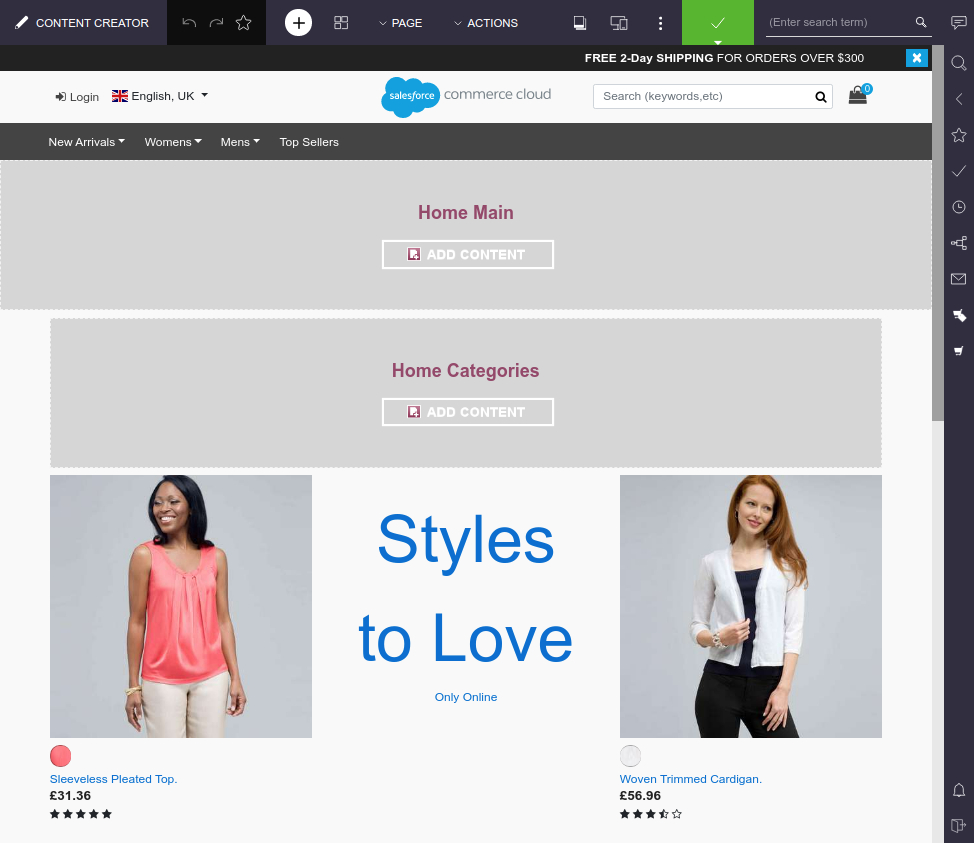 CONTENT CREATOR
PAGE
ACTIONS
(Enter search term)
FREE 2-Day SHIPPING FOR ORDERS OVER $300
Login
English, UK
salesforce commerce cloud
Search (keywords,etc)
0
New Arrivals
Womens
Mens
Top Sellers
Home Main
ADD CONTENT
Home Categories
ADD CONTENT
Styles
to Love
Only Online
Sleeveless Pleated Top.
£31.36
Woven Trimmed Cardigan.
£56.96